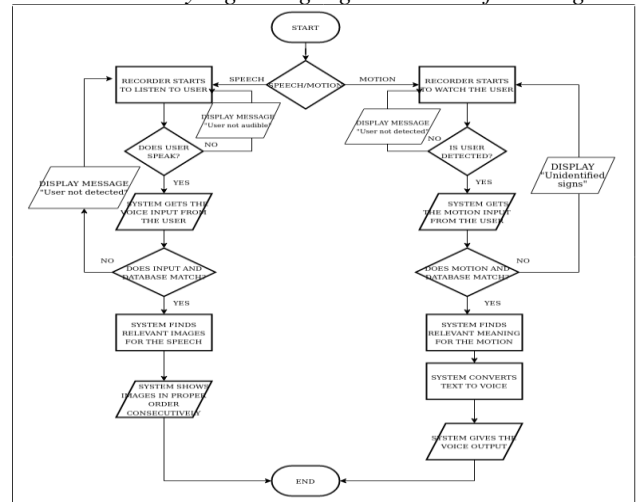 START
SPEECH/MOTION
SPEECH
MOTION
RECORDER STARTS
TO LISTEN TO USER
RECORDER STARTS
TO WATCH THE USER
DISPLAY MESSAGE
"User not audible"
DISPLAY MESSAGE
"User not detected"
DOES USER
SPEAK?
NO
IS USER
DETECTED?
NO
DISPLAY MESSAGE
"User not detected"
DISPLAY
"Unidentified
signs"
YES
YES
SYSTEM GETS THE
VOICE INPUT FROM
THE USER
SYSTEM GETS
THE MOTION INPUT
FROM THE USER
NO
DOES INPUT AND
DATABASE MATCH?
DOES MOTION AND
DATABASE MATCH?
NO
YES
YES
SYSTEM FINDS
RELEVANT IMAGES
FOR THE SPEECH
SYSTEM FINDS
RELEVANT MEANING
FOR THE MOTION
SYSTEM SHOWS
IMAGES IN PROPER
ORDER
CONSECUTIVELY
SYSTEM CONVERTS
TEXT TO VOICE
SYSTEM GIVES THE
VOICE OUTPUT
END